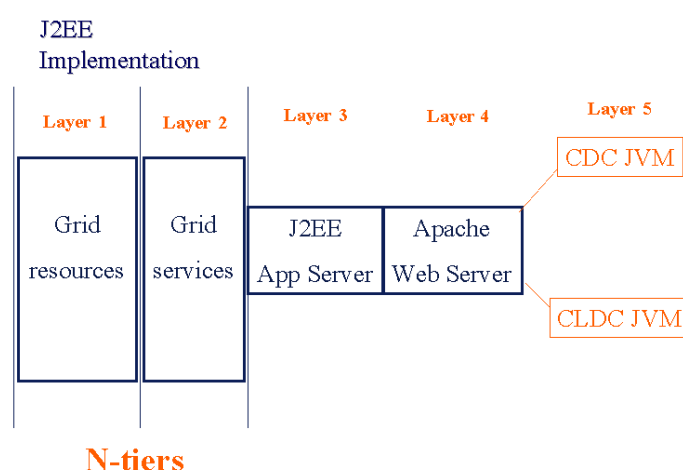 J2EE
Implementation
Layer 1
Layer 2
Layer 3
Layer 4
Layer 5
CDC JVM
Grid
resources
Grid
services
J2EE
App Server
Apache
Web Server
CLDC JVM
N-tiers